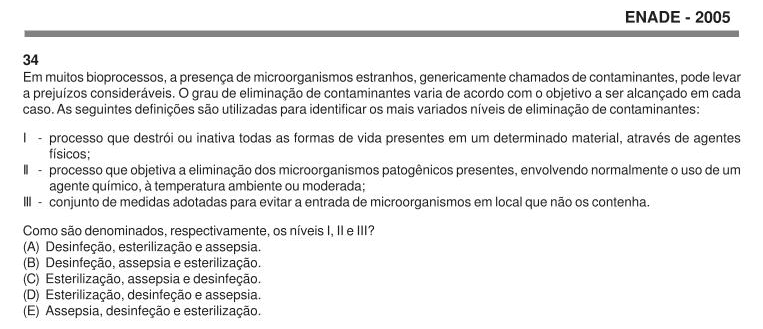 ENADE - 2005
34
Em muitos bioprocessos, a presença de microorganismos estranhos, genericamente chamados de contaminantes, pode levar
a prejuízos consideráveis. O grau de eliminação de contaminantes varia de acordo com o objetivo a ser alcançado em cada
caso. As seguintes definições são utilizadas para identificar os mais variados níveis de eliminação de contaminantes:
I - processo que destrói ou inativa todas as formas de vida presentes em um determinado material, através de agentes
físicos;
II - processo que objetiva a eliminação dos microorganismos patogênicos presentes, envolvendo normalmente o uso de um
agente químico, à temperatura ambiente ou moderada;
III - conjunto de medidas adotadas para evitar a entrada de microorganismos em local que não os contenha.
Como são denominados, respectivamente, os níveis I, II e III?
(A) Desinfeção, esterilização e assepsia.
(B) Desinfeção, assepsia e esterilização.
(C) Esterilização, assepsia e desinfeção.
(D) Esterilização, desinfeção e assepsia.
(E) Assepsia, desinfeção e esterilização.